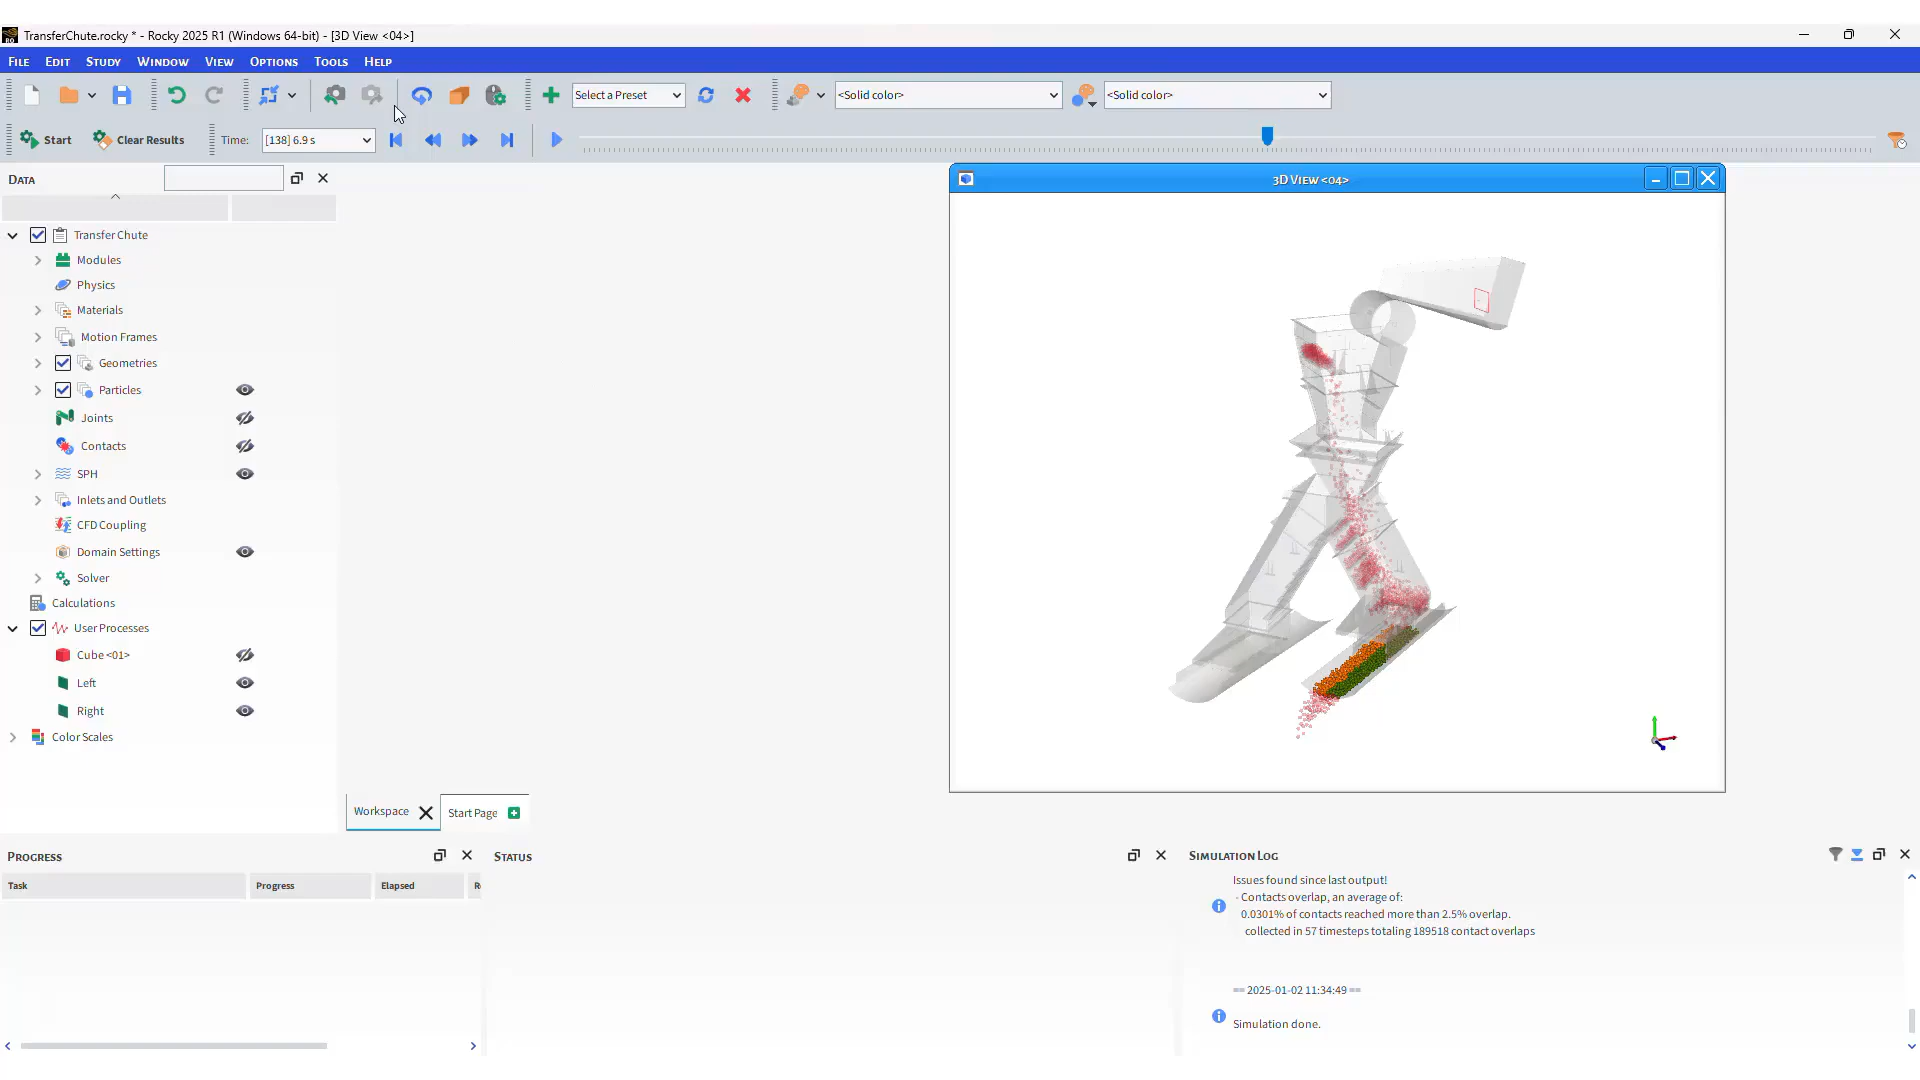 TransferChute.rocky * - Rocky 2025 R1 (Windows 64-bit) - [3D View <04>]
File Edit Study Window View Options Tools Help
Select a Preset
<Solid color>
<Solid color>
Start
Clear Results
Time:
[138] 6.9 s
Data
3D View <04>
Transfer Chute
Modules
Physics
Materials
Motion Frames
Geometries
Particles
Joints
Contacts
SPH
Inlets and Outlets
CFD Coupling
Domain Settings
Solver
Calculations
User Processes
Cube <01>
Left
Right
Color Scales
Workspace
Start Page
Progress
Task Progress Elapsed
Status
Simulation Log
Issues found since last output!
- Contacts overlap, an average of:
0.0301% of contacts reached more than 2.5% overlap.
collected in 57 timesteps totaling 189518 contact overlaps
== 2025-01-02 11:34:49 ==
Simulation done.